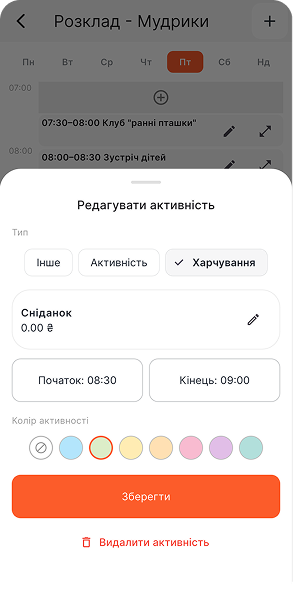 Розклад - Мудрики
Пн Вт Ср Чт Пт Сб Нд
07:00
07:30–08:00 Клуб "ранні пташки"
08:00
08:00–08:30 Зустріч дітей
Редагувати активність
Тип
Інше Активність Харчування
Сніданок
0.00 ₴
Початок: 08:30 Кінець: 09:00
Колір активності
Зберегти
Видалити активність